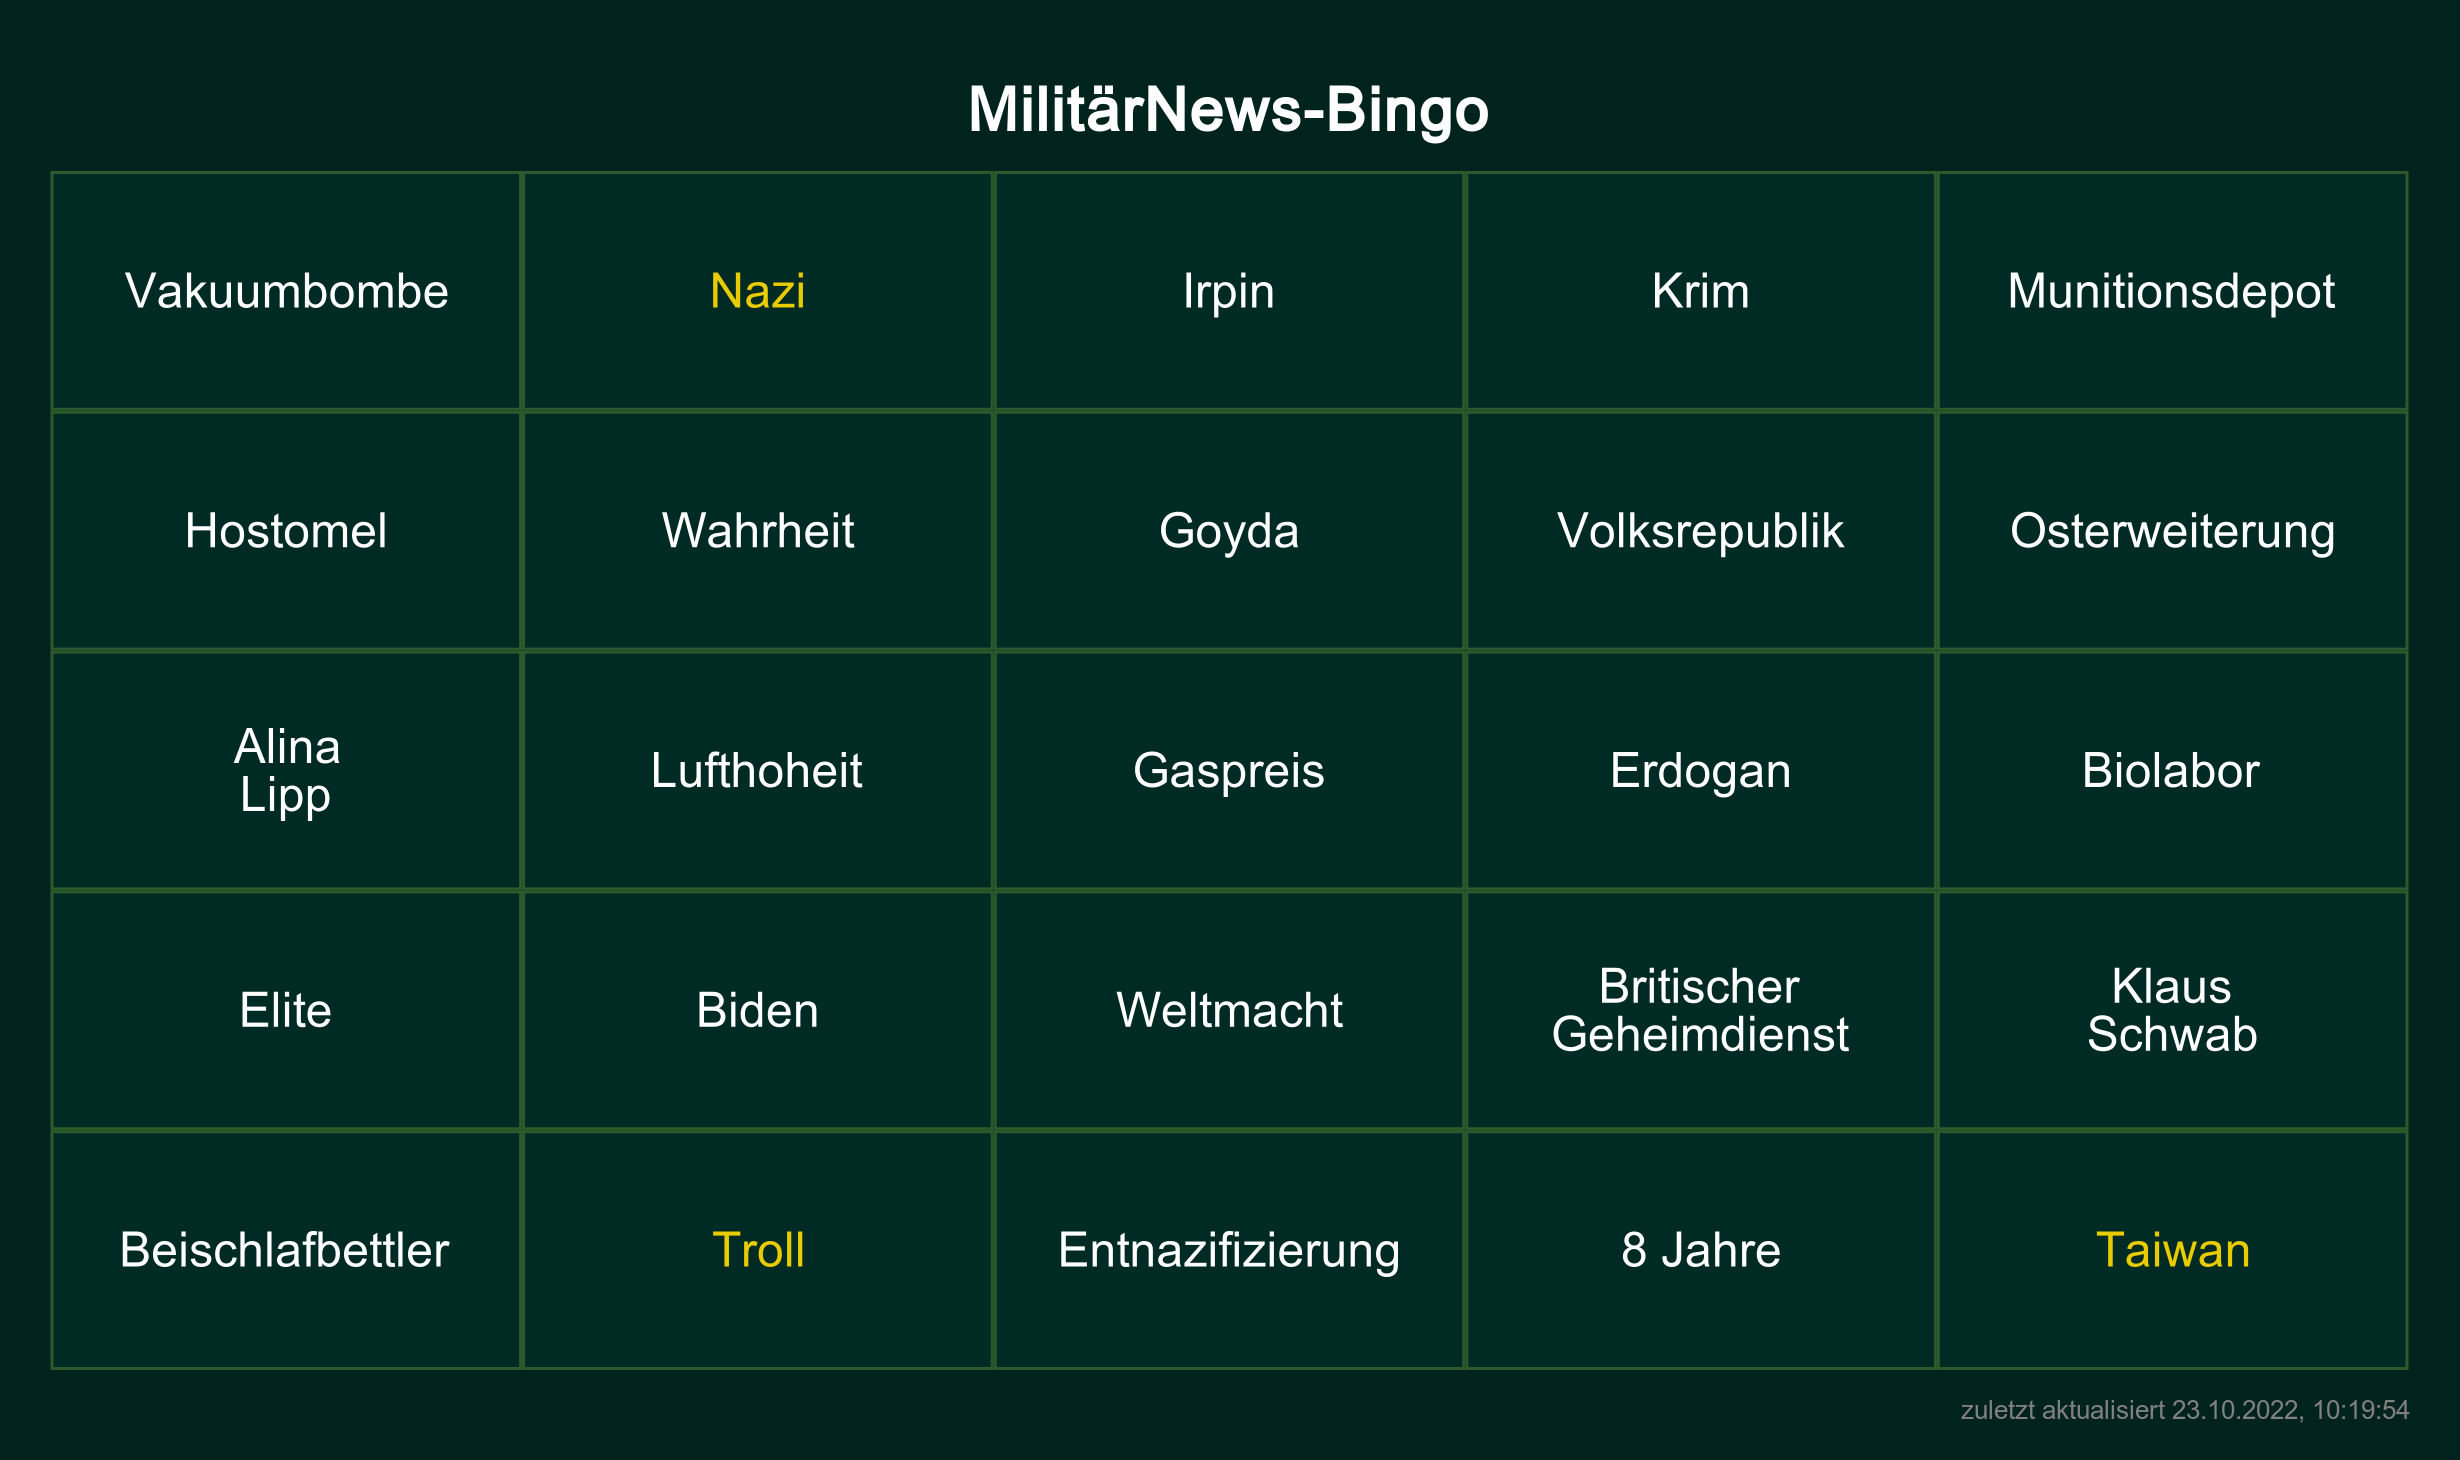 MilitärNews-Bingo
Vakuumbombe
Nazi
Irpin
Krim
Munitionsdepot
Hostomel
Wahrheit
Goyda
Volksrepublik
Osterweiterung
Alina
Lipp
Lufthoheit
Gaspreis
Erdogan
Biolabor
Elite
Biden
Weltmacht
Britischer
Geheimdienst
Klaus
Schwab
Beischlafbettler
Troll
Entnazifizierung
8 Jahre
Taiwan
zuletzt aktualisiert 23.10.2022, 10:19:54